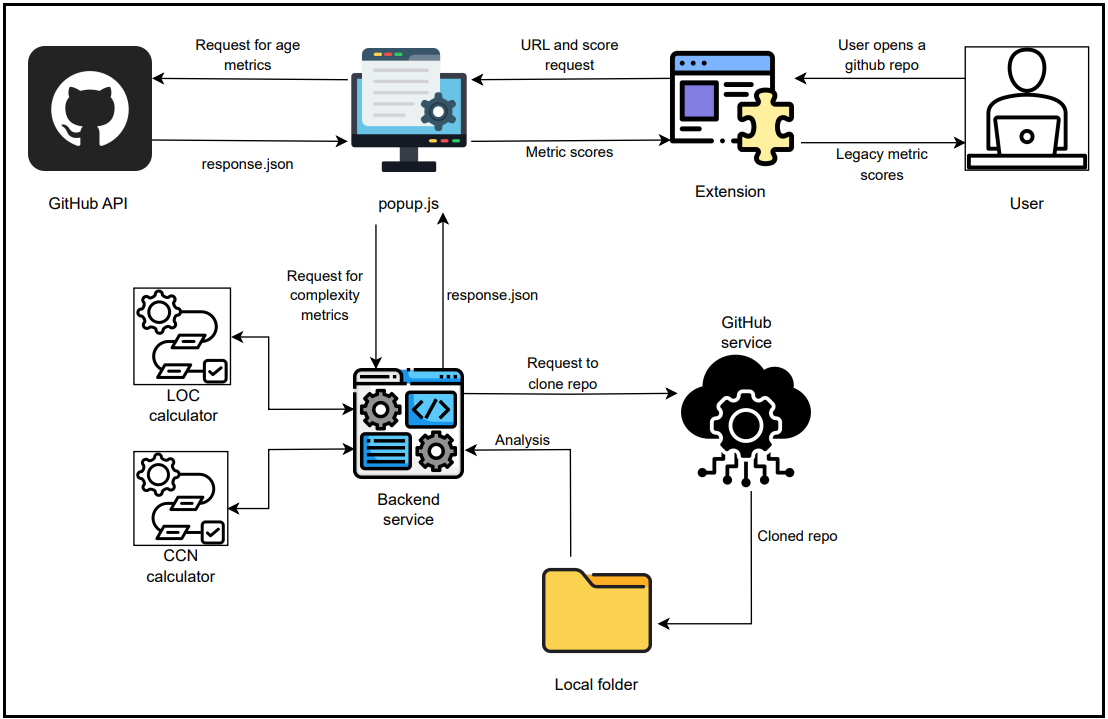 Request for age
metrics
URL and score
request
User opens a
github repo
response.json
Metric scores
Legacy metric
scores
GitHub API
popup.js
Extension
User
Request for
complexity
metrics
response.json
LOC
calculator
GitHub
service
Request to
clone repo
Analysis
CCN
calculator
Backend
service
Cloned repo
Local folder